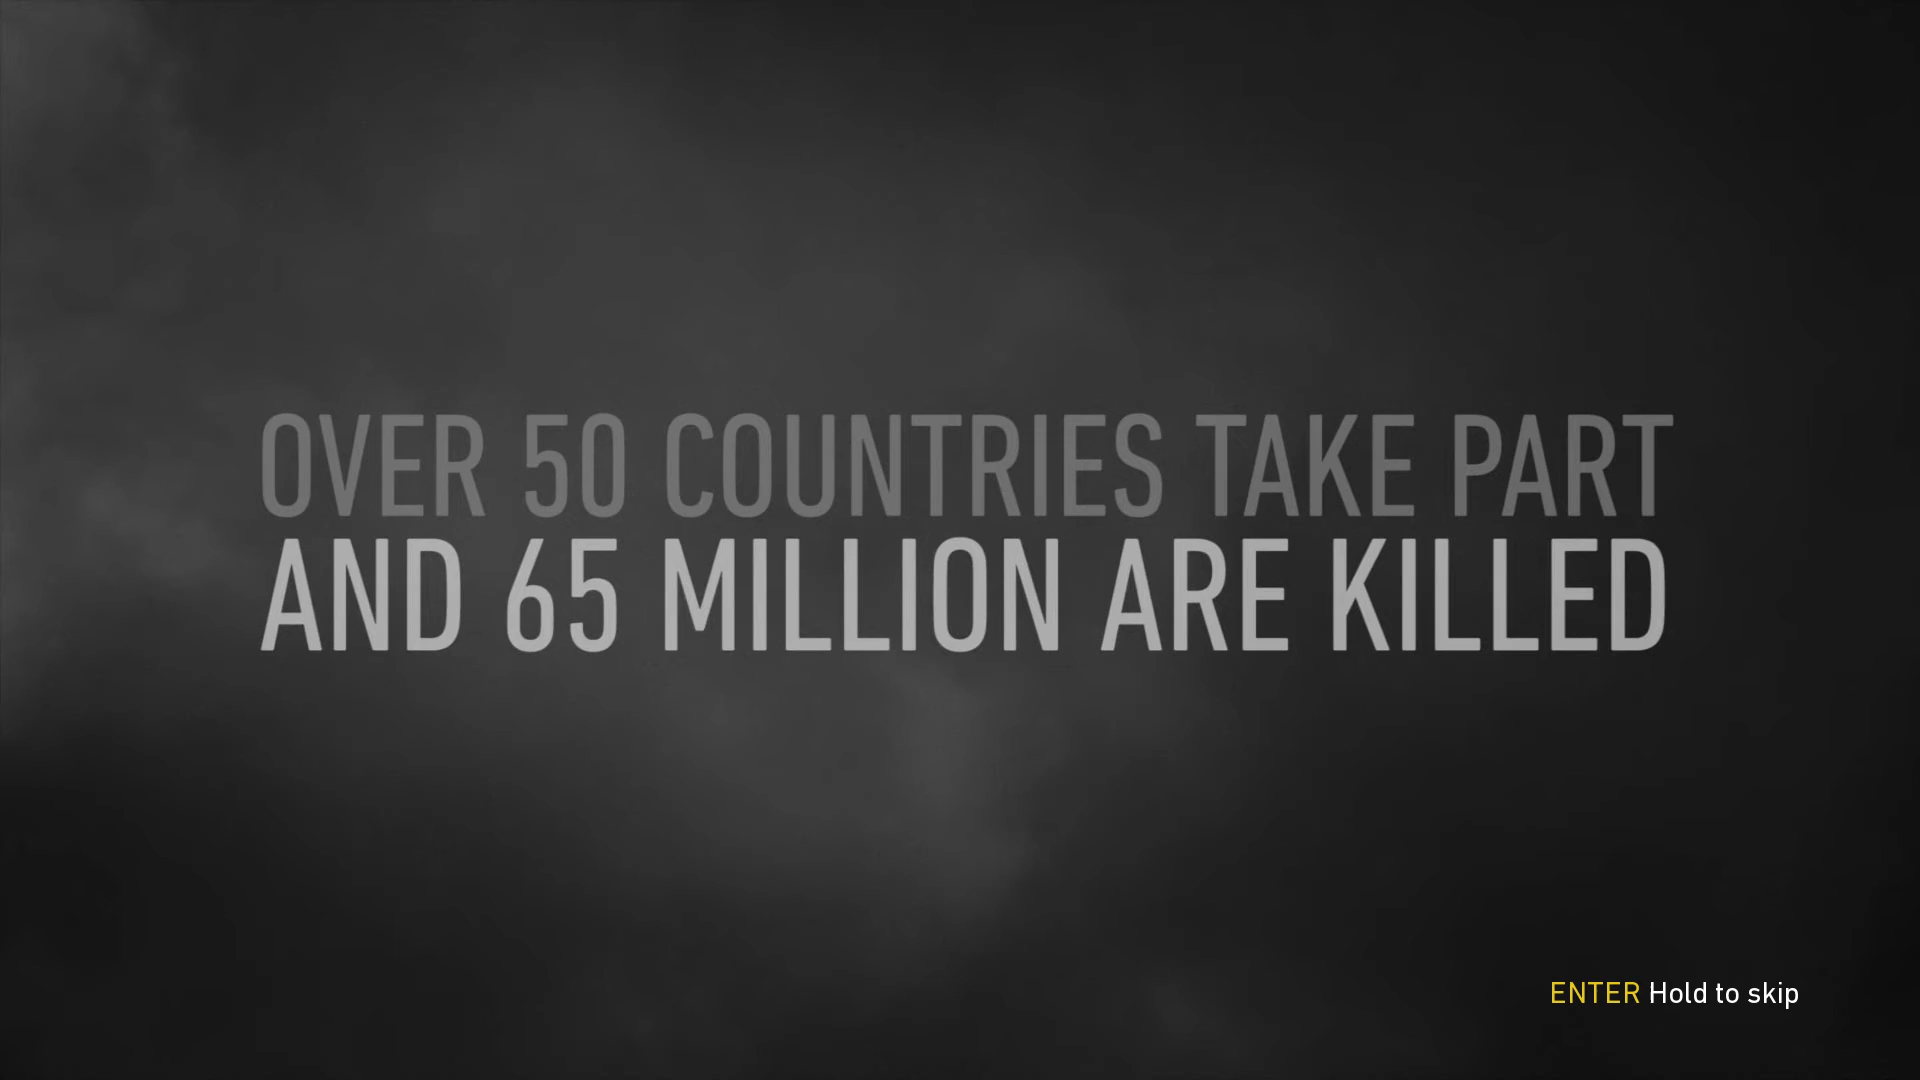 OVER 50 COUNTRIES TAKE PART
AND 65 MILLION ARE KILLED
ENTER Hold to skip